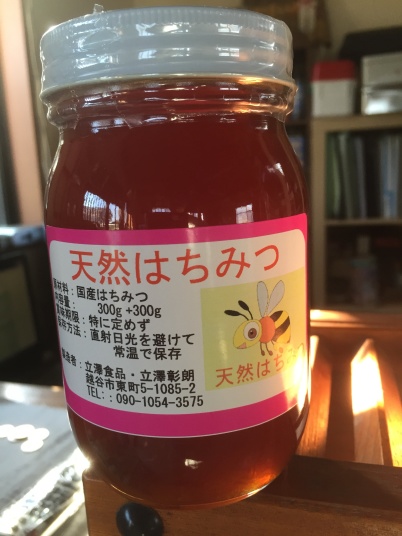 天然はちみつ
原材料：国産はちみつ
内容量： 300g +300g
賞味期限：特に定めず
保存方法：直射日光を避けて
常温で保存
製造者：立澤食品・立澤彰朗
越谷市東町5-1085-2
TEL：090-1054-3575
天然はち